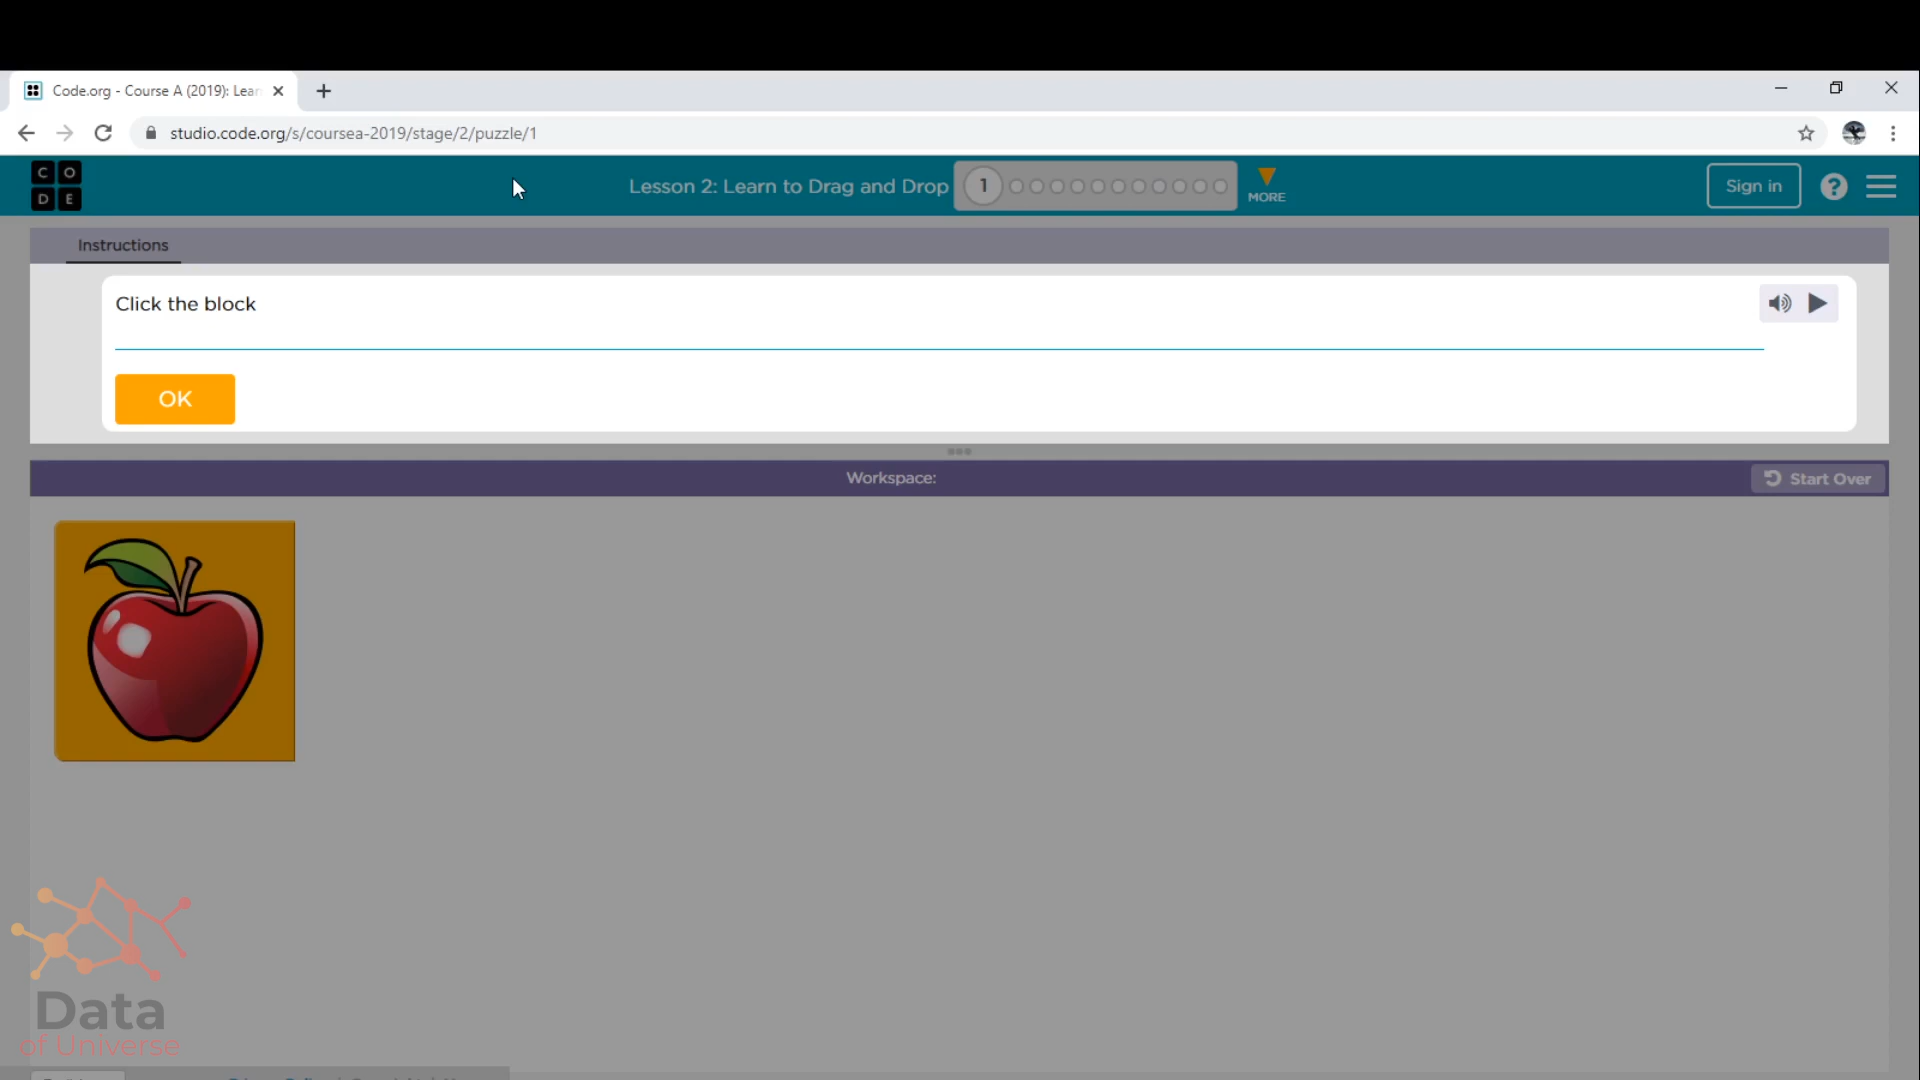 Code.org - Course A (2019): Lear
studio.code.org/s/coursea-2019/stage/2/puzzle/1
CODE
Lesson 2: Learn to Drag and Drop
1
MORE
Sign in
?
Instructions
Click the block
OK
Workspace:
Start Over
Data
of Universe